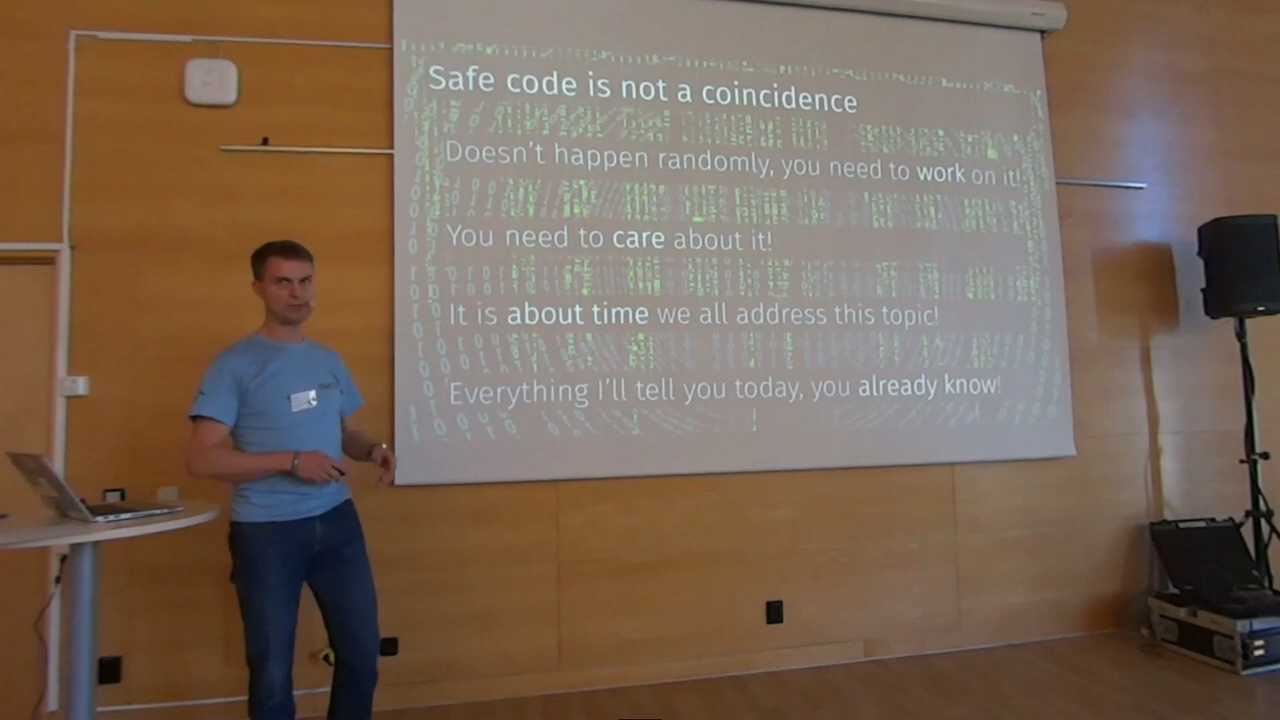 Safe code is not a coincidence
Doesn't happen randomly, you need to work on it!
You need to care about it!
It is about time we all address this topic!
Everything I'll tell you today, you already know!